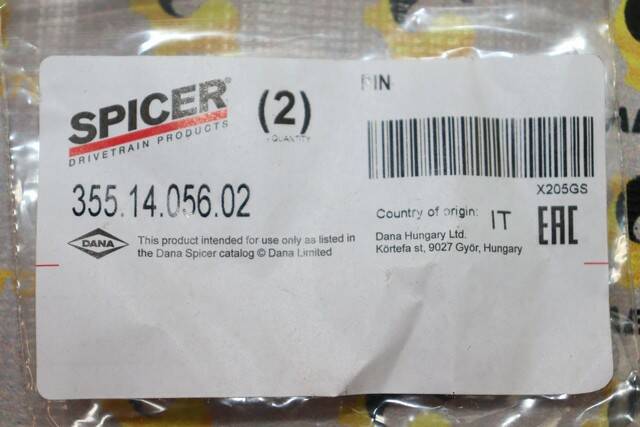 SPICER®
DRIVETRAIN PRODUCTS
(2)
QUANTITY
PIN
X205GS
355.14.056.02
Country of origin: IT
EAC
Dana Hungary Ltd.
Körtefa st, 9027 Győr, Hungary
DANA
This product intended for use only as listed in
the Dana Spicer catalog © Dana Limited